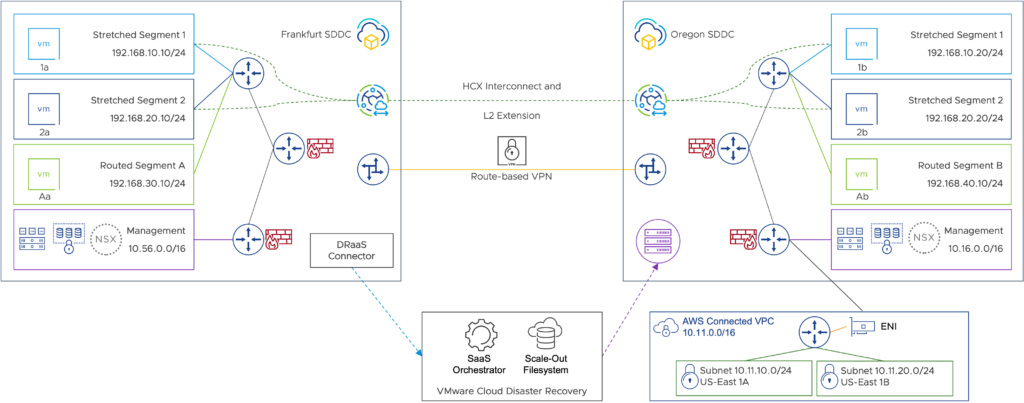 Stretched Segment 1
192.168.10.10/24
vm
1a
Stretched Segment 2
192.168.20.10/24
vm
2a
Routed Segment A
192.168.30.10/24
vm
Aa
Management
10.56.0.0/16
NSX
Frankfurt SDDC
DRaaS
Connector
HCX Interconnect and
L2 Extension
VPN
Route-based VPN
SaaS
Orchestrator
Scale-Out
Filesystem
VMware Cloud Disaster Recovery
Oregon SDDC
Stretched Segment 1
192.168.10.20/24
vm
1b
Stretched Segment 2
192.168.20.20/24
vm
2b
Routed Segment B
192.168.40.10/24
vm
Ab
Management
10.16.0.0/16
NSX
AWS Connected VPC
10.11.0.0/16
ENI
Subnet 10.11.10.0/24
US-East 1A
Subnet 10.11.20.0/24
US-East 1B